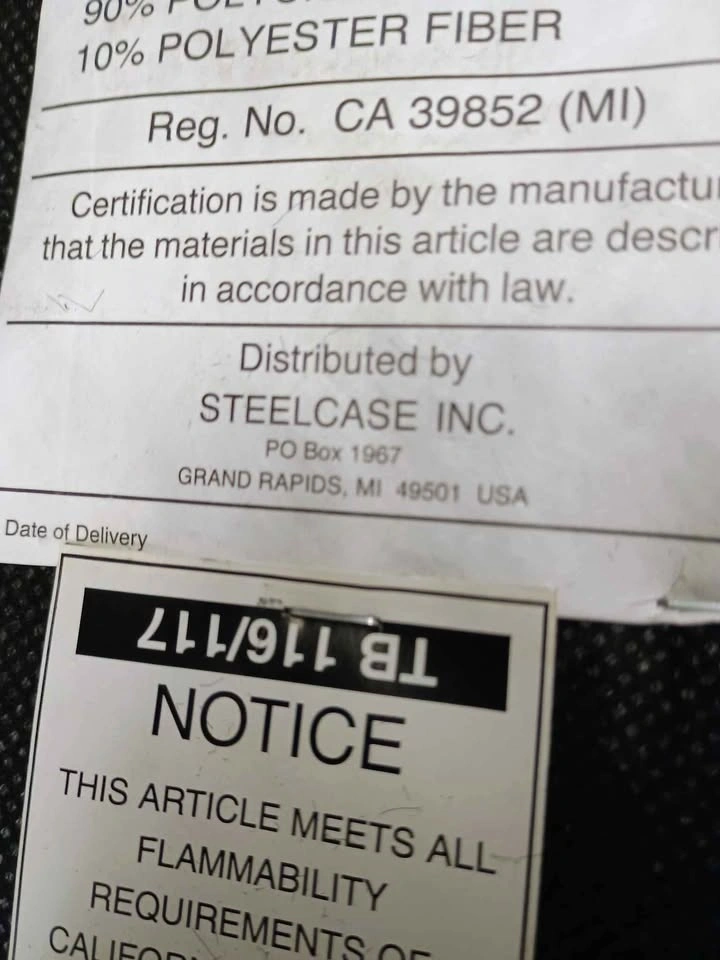 90%
10% POLYESTER FIBER
Reg. No. CA 39852 (MI)
Certification is made by the manufactu
that the materials in this article are descr
in accordance with law.
Distributed by
STEELCASE INC.
PO Box 1967
GRAND RAPIDS, MI 49501 USA
Date of Delivery
TB 116/117
NOTICE
THIS ARTICLE MEETS ALL
FLAMMABILITY
REQUIREMENTS OF